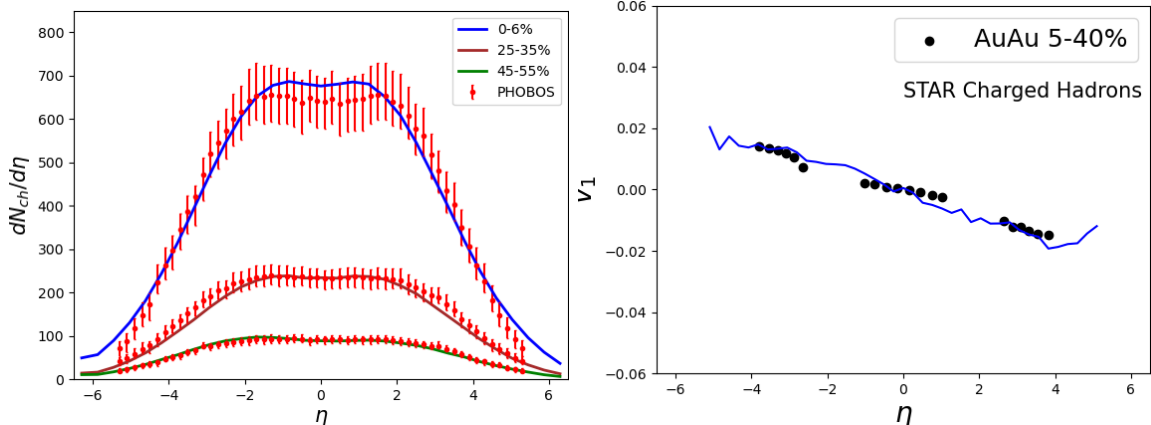 800
700
600
500
400
300
200
100
0
dN_ch/dη
−6 −4 −2 0 2 4 6
η
0-6%
25-35%
45-55%
PHOBOS
0.06
0.04
0.02
0.00
−0.02
−0.04
−0.06
v_1
−6 −4 −2 0 2 4 6
η
AuAu 5-40%
STAR Charged Hadrons